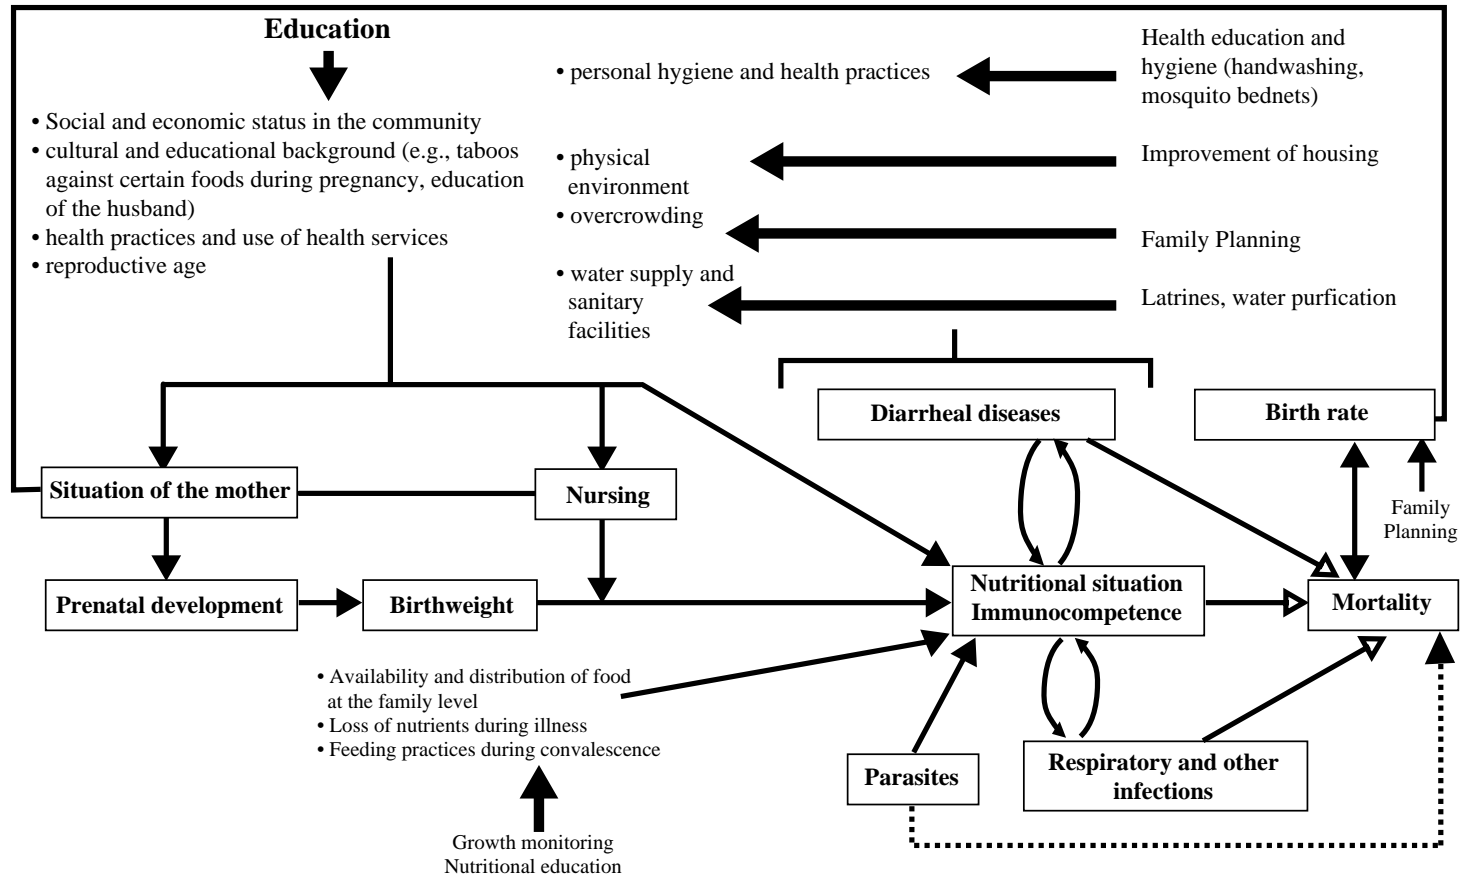 Education
• Social and economic status in the community
• cultural and educational background (e.g., taboos
against certain foods during pregnancy, education
of the husband)
• health practices and use of health services
• reproductive age
• personal hygiene and health practices
• physical
environment
• overcrowding
• water supply and
sanitary
facilities
Health education and
hygiene (handwashing,
mosquito bednets)
Improvement of housing
Family Planning
Latrines, water purfication
Diarrheal diseases
Birth rate
Situation of the mother
Nursing
Family
Planning
Prenatal development
Birthweight
Nutritional situation
Immunocompetence
Mortality
• Availability and distribution of food
at the family level
• Loss of nutrients during illness
• Feeding practices during convalescence
Parasites
Respiratory and other
infections
Growth monitoring
Nutritional education